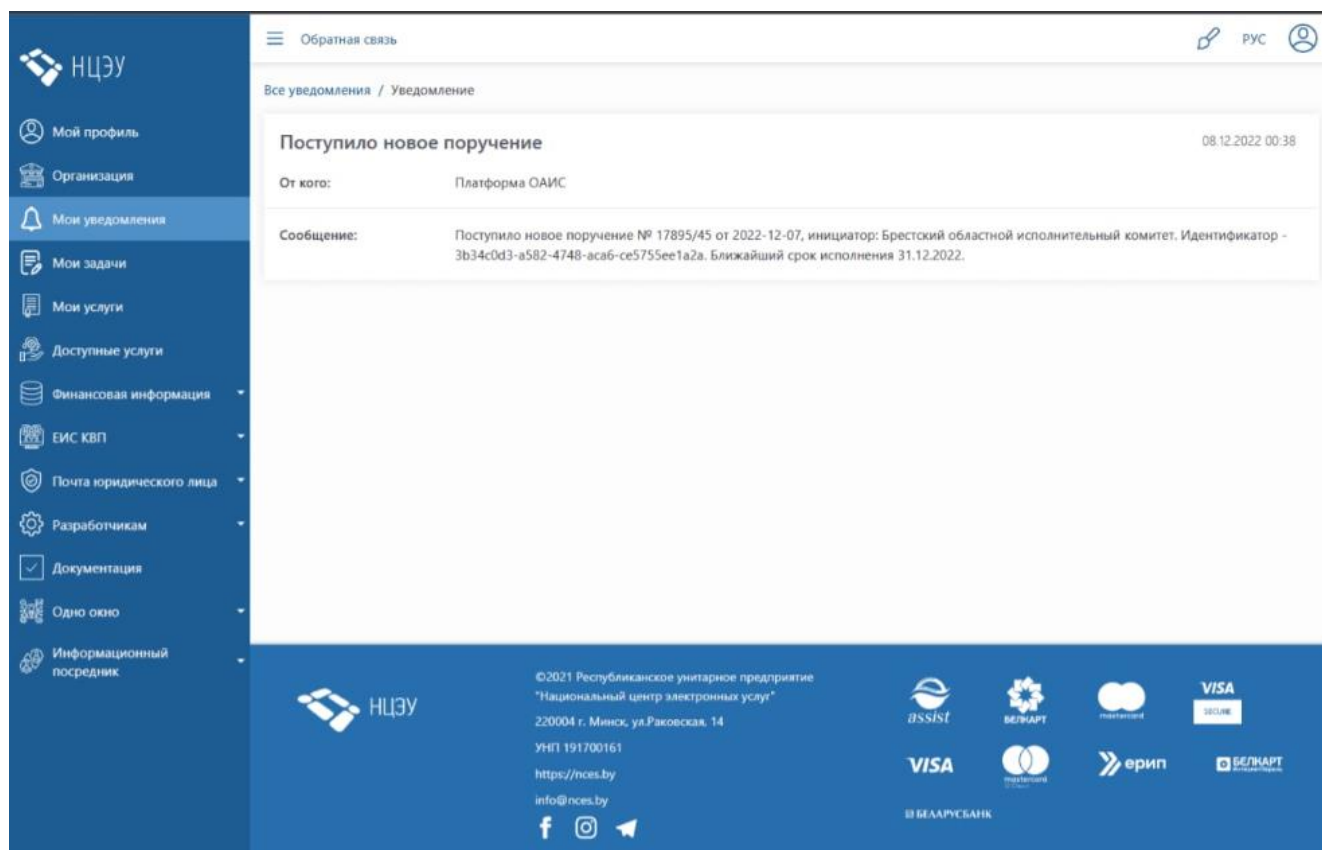 НЦЭУ
Обратная связь
РУС
Все уведомления / Уведомление
Мой профиль
Организация
Мои уведомления
Мои задачи
Мои услуги
Доступные услуги
Финансовая информация
ЕИС КВП
Почта юридического лица
Разработчикам
Документация
Одно окно
Информационный
посредник
Поступило новое поручение
08.12.2022 00:38
От кого: Платформа ОАИС
Сообщение: Поступило новое поручение № 17895/45 от 2022-12-07, инициатор: Брестский областной исполнительный комитет. Идентификатор -
3b34c0d3-a582-4748-aca6-ce5755ee1a2a. Ближайший срок исполнения 31.12.2022.
НЦЭУ
©2021 Республиканское унитарное предприятие
"Национальный центр электронных услуг"
220004 г. Минск, ул.Раковская, 14
УНП 191700161
https://nces.by
info@nces.by
assist
БЕЛКАРТ
mastercard
VISA
SECURE
VISA
mastercard
ерип
БЕЛКАРТ
БЕЛАРУСБАНК